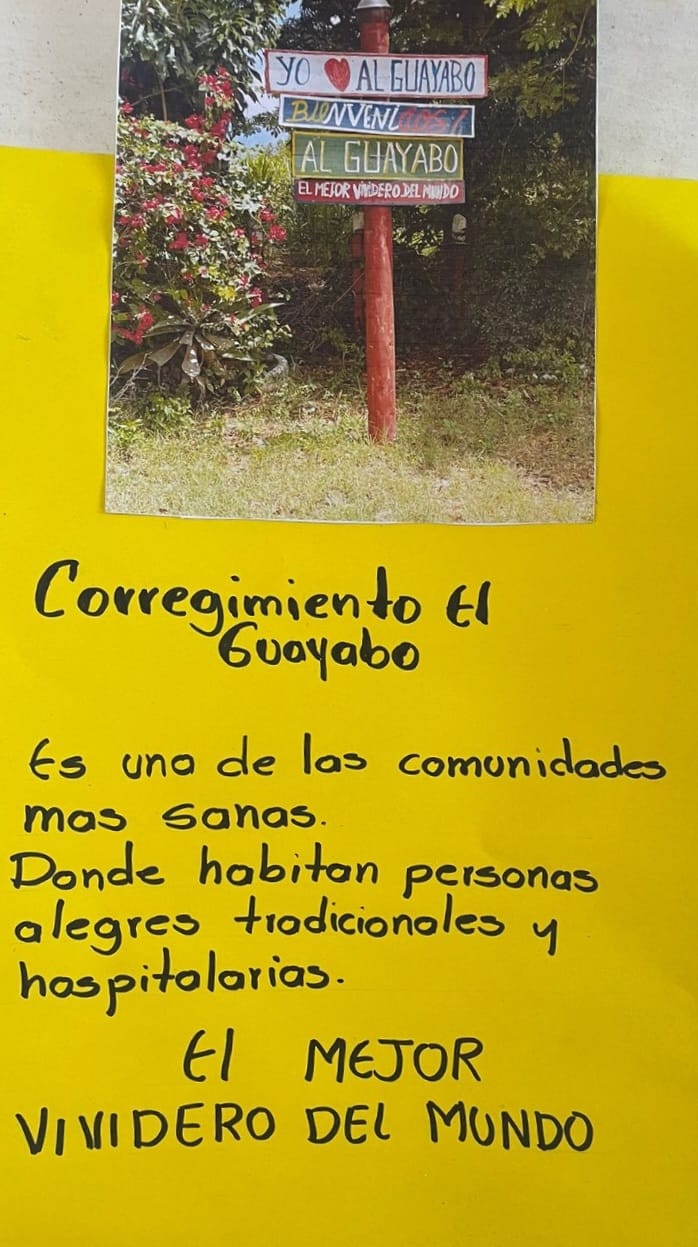 YO ❤ AL GUAYABO
BIENVENIDOS!
AL GUAYABO
EL MEJOR VIVIDERO DEL MUNDO
Corregimiento El
Guayabo
Es una de las comunidades
mas sanas.
Donde habitan personas
alegres tradicionales y
hospitalarias.
El MEJOR
VIVIDERO DEL MUNDO